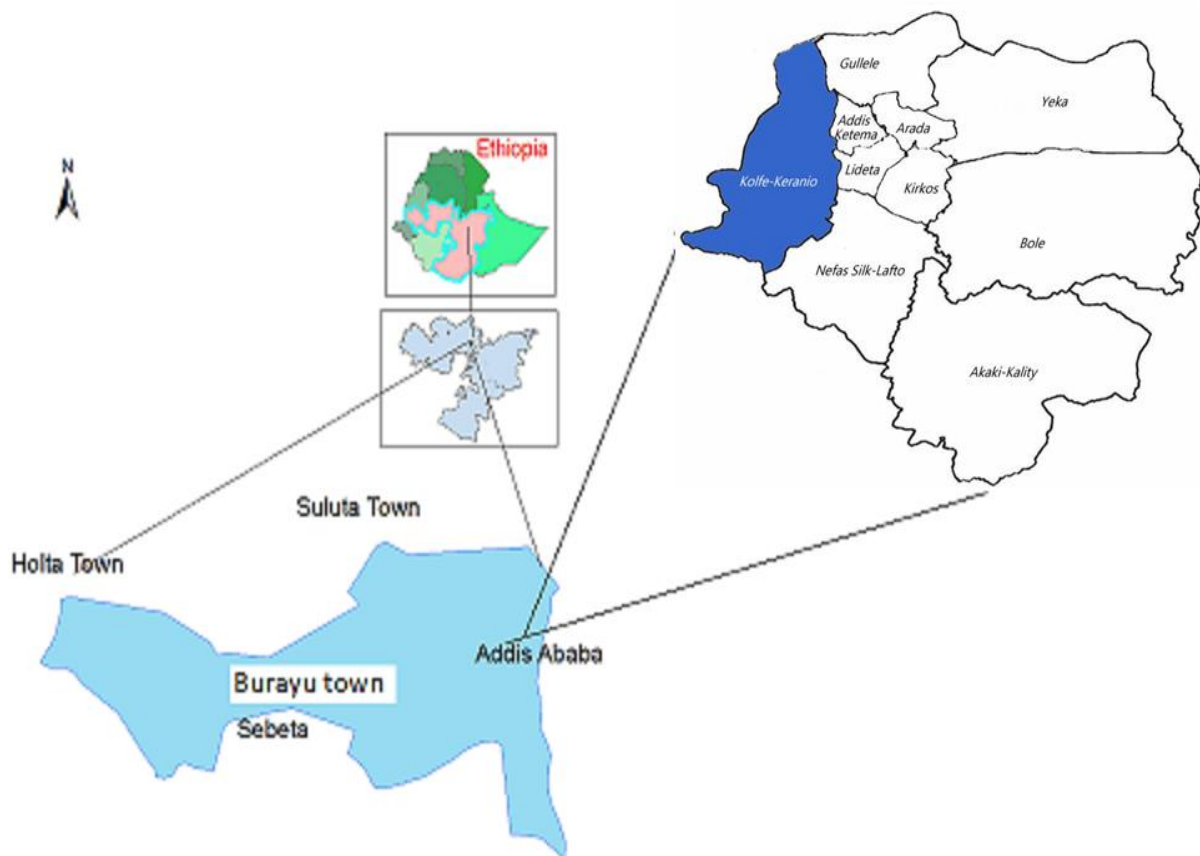 Gullele
Yeka
Addis
Ketema
Arada
Ethiopia
N
Lideta
Kolfe-Keranio
Kirkos
Bole
Nefas Silk-Lafto
Akaki-Kality
Suluta Town
Holta Town
Addis Ababa
Burayu town
Sebeta